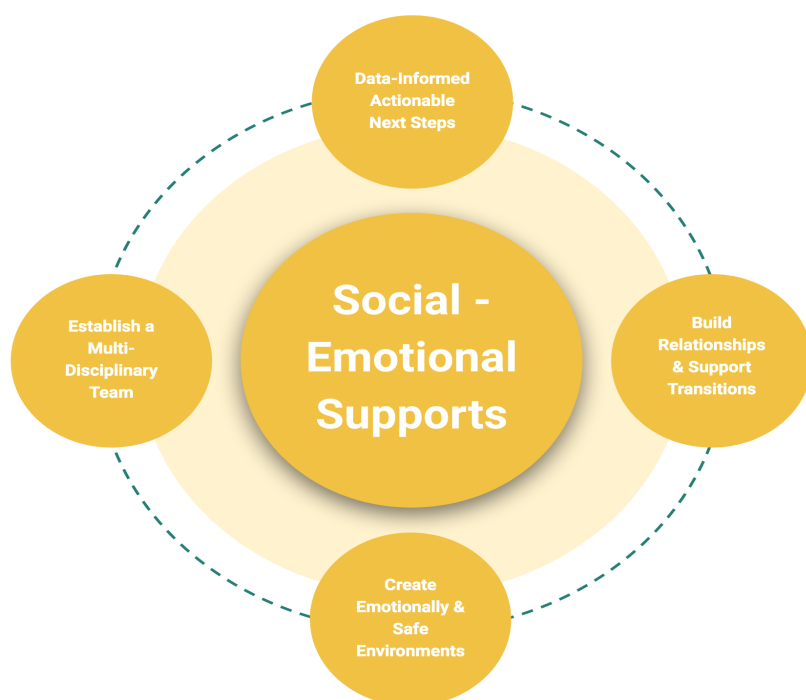 Data-Informed
Actionable
Next Steps
Social -
Emotional
Supports
Establish a
Multi-
Disciplinary
Team
Build
Relationships
& Support
Transitions
Create
Emotionally &
Safe
Environments